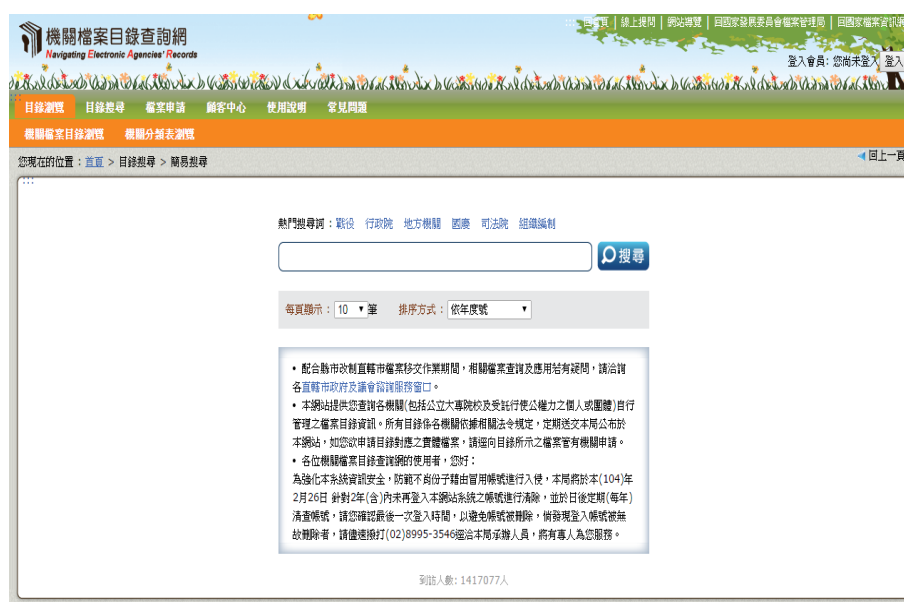 回首頁 | 線上提問 | 網站導覽 | 回國家發展委員會檔案管理局 | 回國家檔案資訊網
機關檔案目錄查詢網
Navigating Electronic Agencies' Records
登入會員：您尚未登入 登入
目錄瀏覽 目錄搜尋 檔案申請 顧客中心 使用說明 常見問題
機關檔案目錄瀏覽 機關分類表瀏覽
您現在的位置：首頁 > 目錄搜尋 > 簡易搜尋
回上一頁
熱門搜尋詞：戰役 行政院 地方機關 國慶 司法院 組織編制
搜尋
每頁顯示：10 筆 排序方式：依年度號
• 配合縣市改制直轄市檔案移交作業期間，相關檔案查詢及應用若有疑問，請洽詢
各直轄市政府及議會諮詢服務窗口。
• 本網站提供您查詢各機關(包括公立大專院校及受託行使公權力之個人或團體)自行
管理之檔案目錄資訊。所有目錄係各機關依據相關法令規定，定期送交本局公布於
本網站，如您欲申請目錄對應之實體檔案，請逕向目錄所示之檔案管有機關申請。
• 各位機關檔案目錄查詢網的使用者，您好：
為強化本系統資訊安全，防範不肖份子藉由冒用帳號進行入侵，本局將於本(104)年
2月26日 針對2年(含)內未再登入本網站系統之帳號進行清除，並於日後定期(每年)
清查帳號，請您確認最後一次登入時間，以避免帳號被刪除，倘發現登入帳號被無
故刪除者，請儘速撥打(02)8995-3546逕洽本局承辦人員，將有專人為您服務。
到訪人數: 1417077人